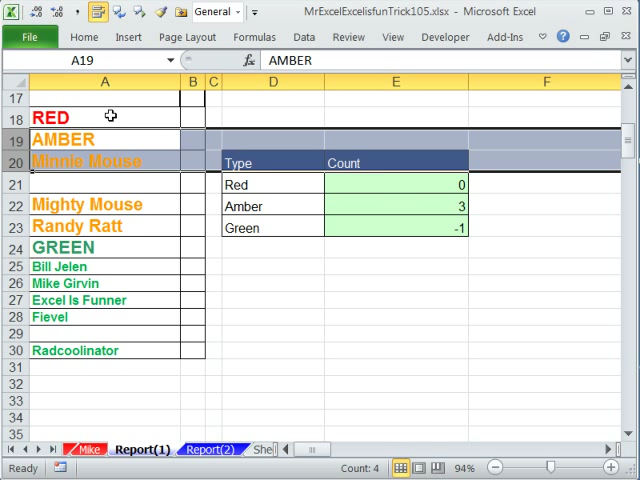 General MrExcelExcelisfunTrick105.xlsx - Microsoft Excel
File Home Insert Page Layout Formulas Data Review View Developer Add-Ins
A19 fx AMBER
A B C D E F
17
18 RED
19 AMBER
20 Minnie Mouse Type Count
21 Red 0
22 Mighty Mouse Amber 3
23 Randy Ratt Green -1
24 GREEN
25 Bill Jelen
26 Mike Girvin
27 Excel Is Funner
28 Fievel
29
30 Radcoolinator
31
32
33
34
35
Mike Report(1) Report(2) She
Ready Count: 4 94%